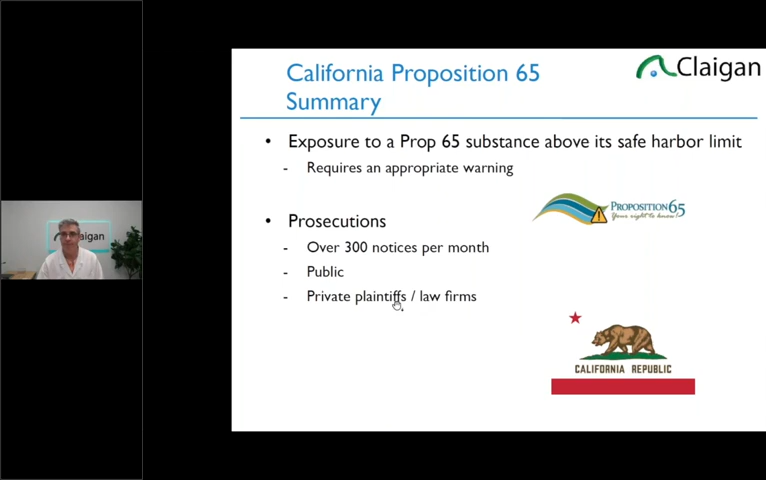 California Proposition 65
Summary
Claigan
• Exposure to a Prop 65 substance above its safe harbor limit
- Requires an appropriate warning
PROPOSITION 65
Your right to know
• Prosecutions
- Over 300 notices per month
- Public
- Private plaintiffs / law firms
CALIFORNIA REPUBLIC
aigan